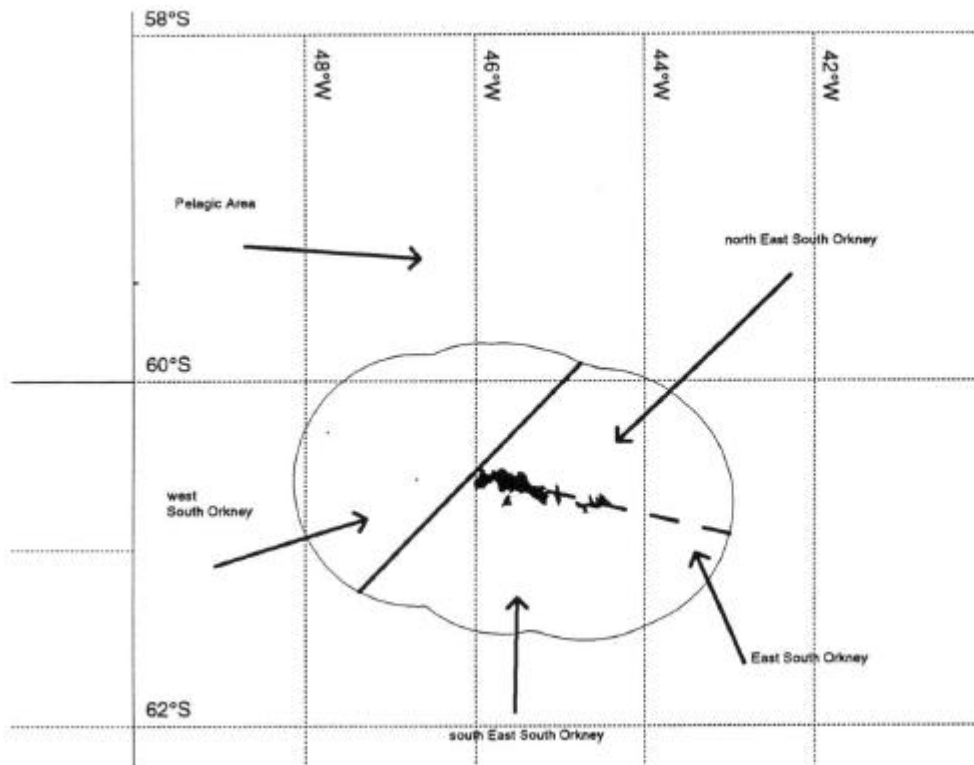 58°S
48°W
46°W
44°W
42°W
Pelagic Area
north East South Orkney
60°S
west
South Orkney
East South Orkney
62°S
south East South Orkney